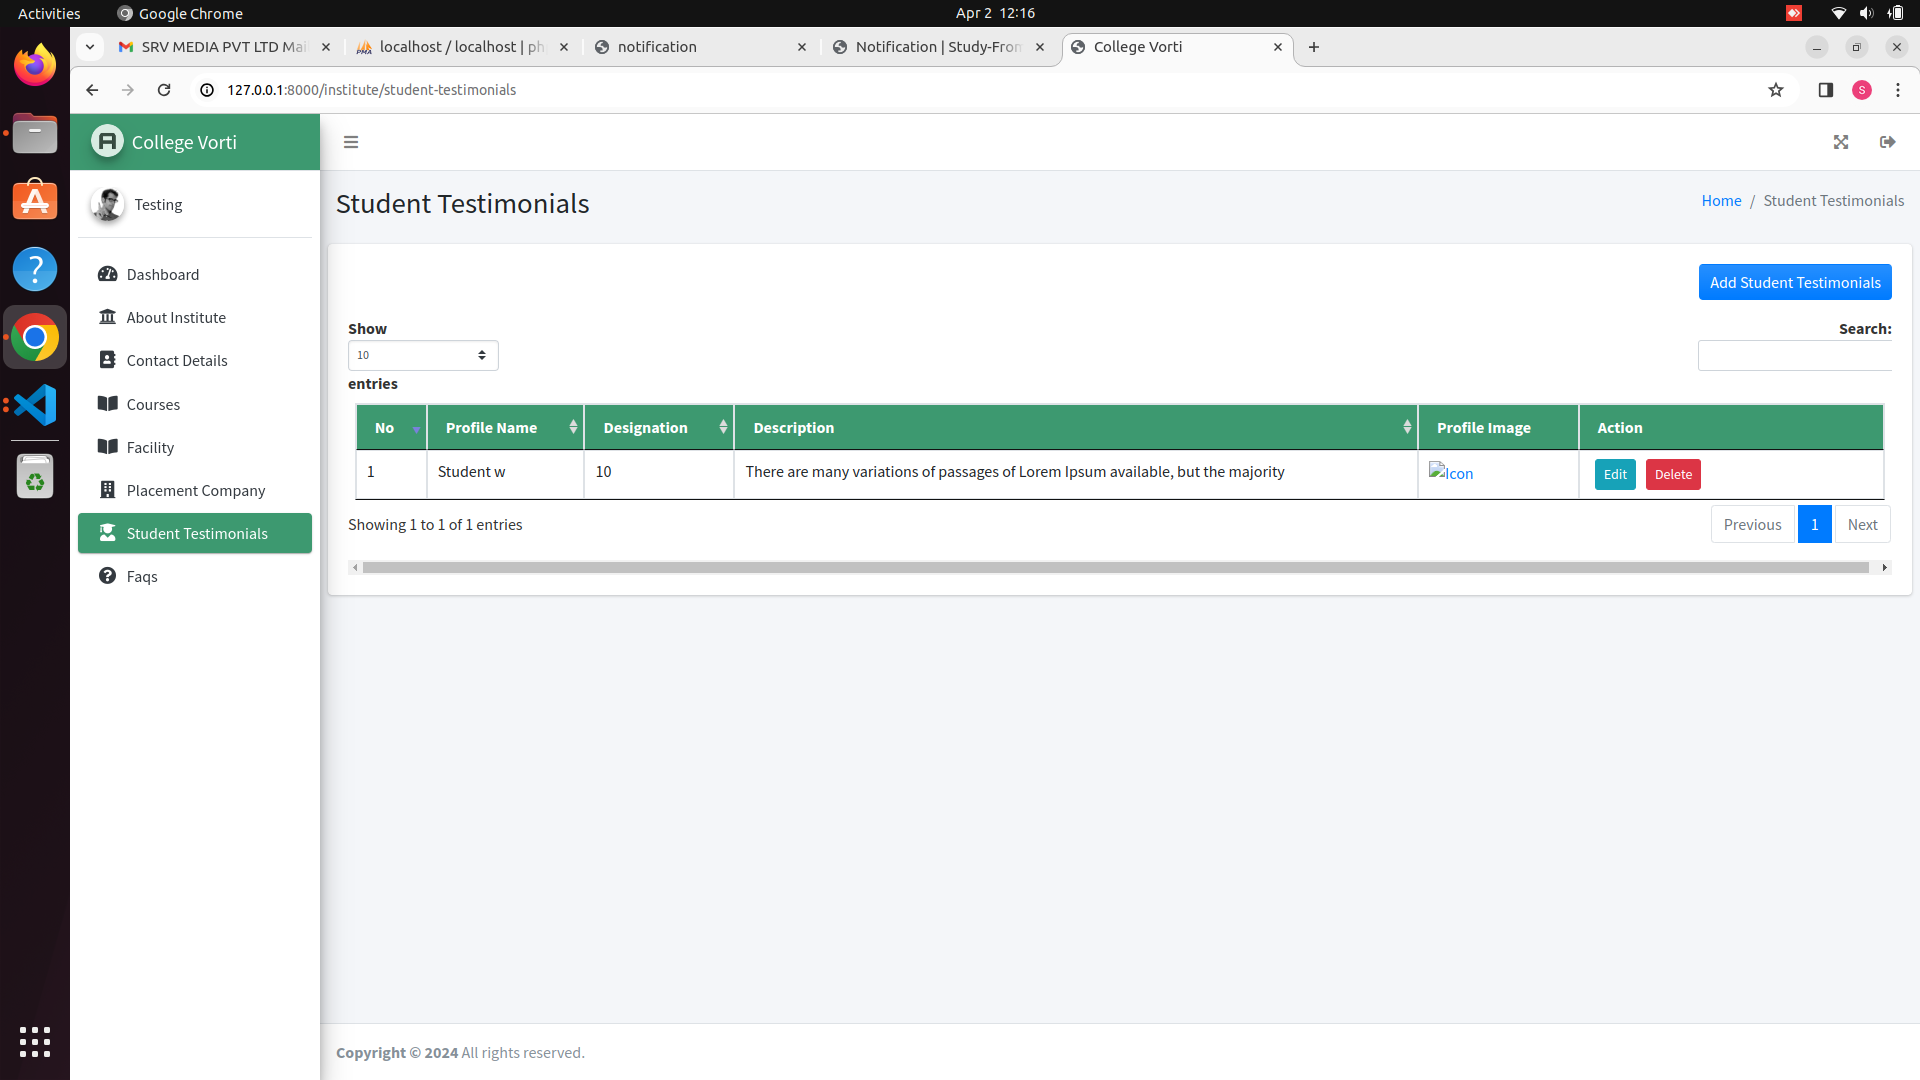 Activities Google Chrome Apr 2 12:16
SRV MEDIA PVT LTD Mai localhost / localhost | ph notification Notification | Study-Fron College Vorti
127.0.0.1:8000/institute/student-testimonials S
College Vorti
Testing
Dashboard
About Institute
Contact Details
Courses
Facility
Placement Company
Student Testimonials
Faqs
Student Testimonials
Home / Student Testimonials
Add Student Testimonials
Show Search:
10
entries
No Profile Name Designation Description Profile Image Action
1 Student w 10 There are many variations of passages of Lorem Ipsum available, but the majority Icon Edit Delete
Showing 1 to 1 of 1 entries Previous 1 Next
Copyright © 2024 All rights reserved.